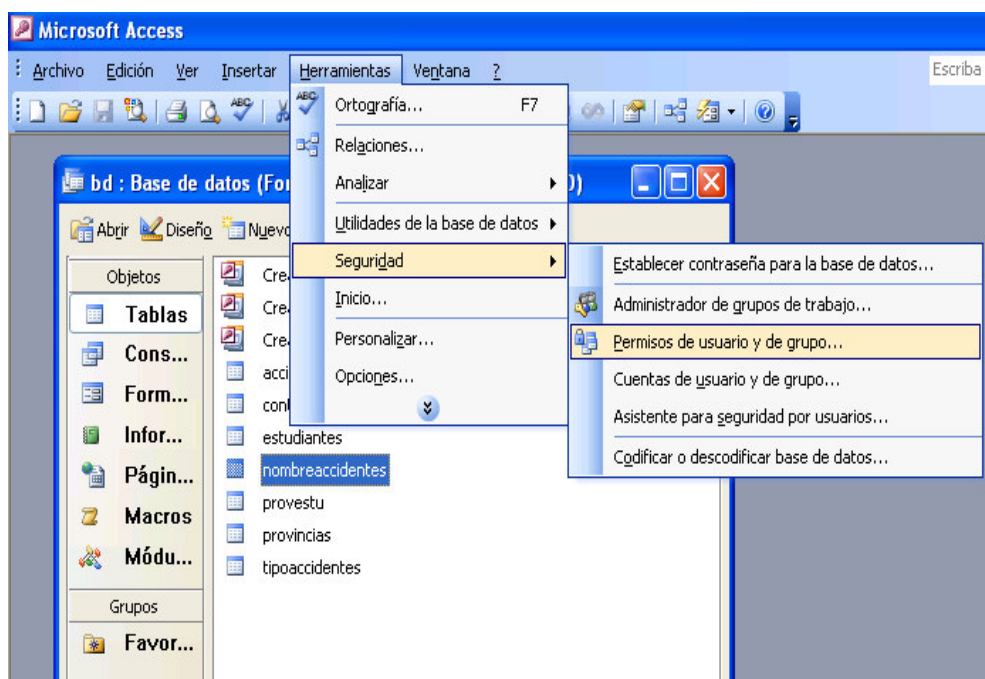 Microsoft Access
Archivo Edición Ver Insertar Herramientas Ventana ?
Escriba
Ortografía... F7
Relaciones...
Analizar
Utilidades de la base de datos
Seguridad
Inicio...
Personalizar...
Opciones...
Establecer contraseña para la base de datos...
Administrador de grupos de trabajo...
Permisos de usuario y de grupo...
Cuentas de usuario y de grupo...
Asistente para seguridad por usuarios...
Codificar o descodificar base de datos...
bd : Base de datos (For
)
Abrir Diseño Nuevo
Objetos
Tablas
Cons...
Form...
Infor...
Págin...
Macros
Módu...
Grupos
Favor...
Cre
Cre
Cre
acci
cont
estudiantes
nombreaccidentes
provestu
provincias
tipoaccidentes